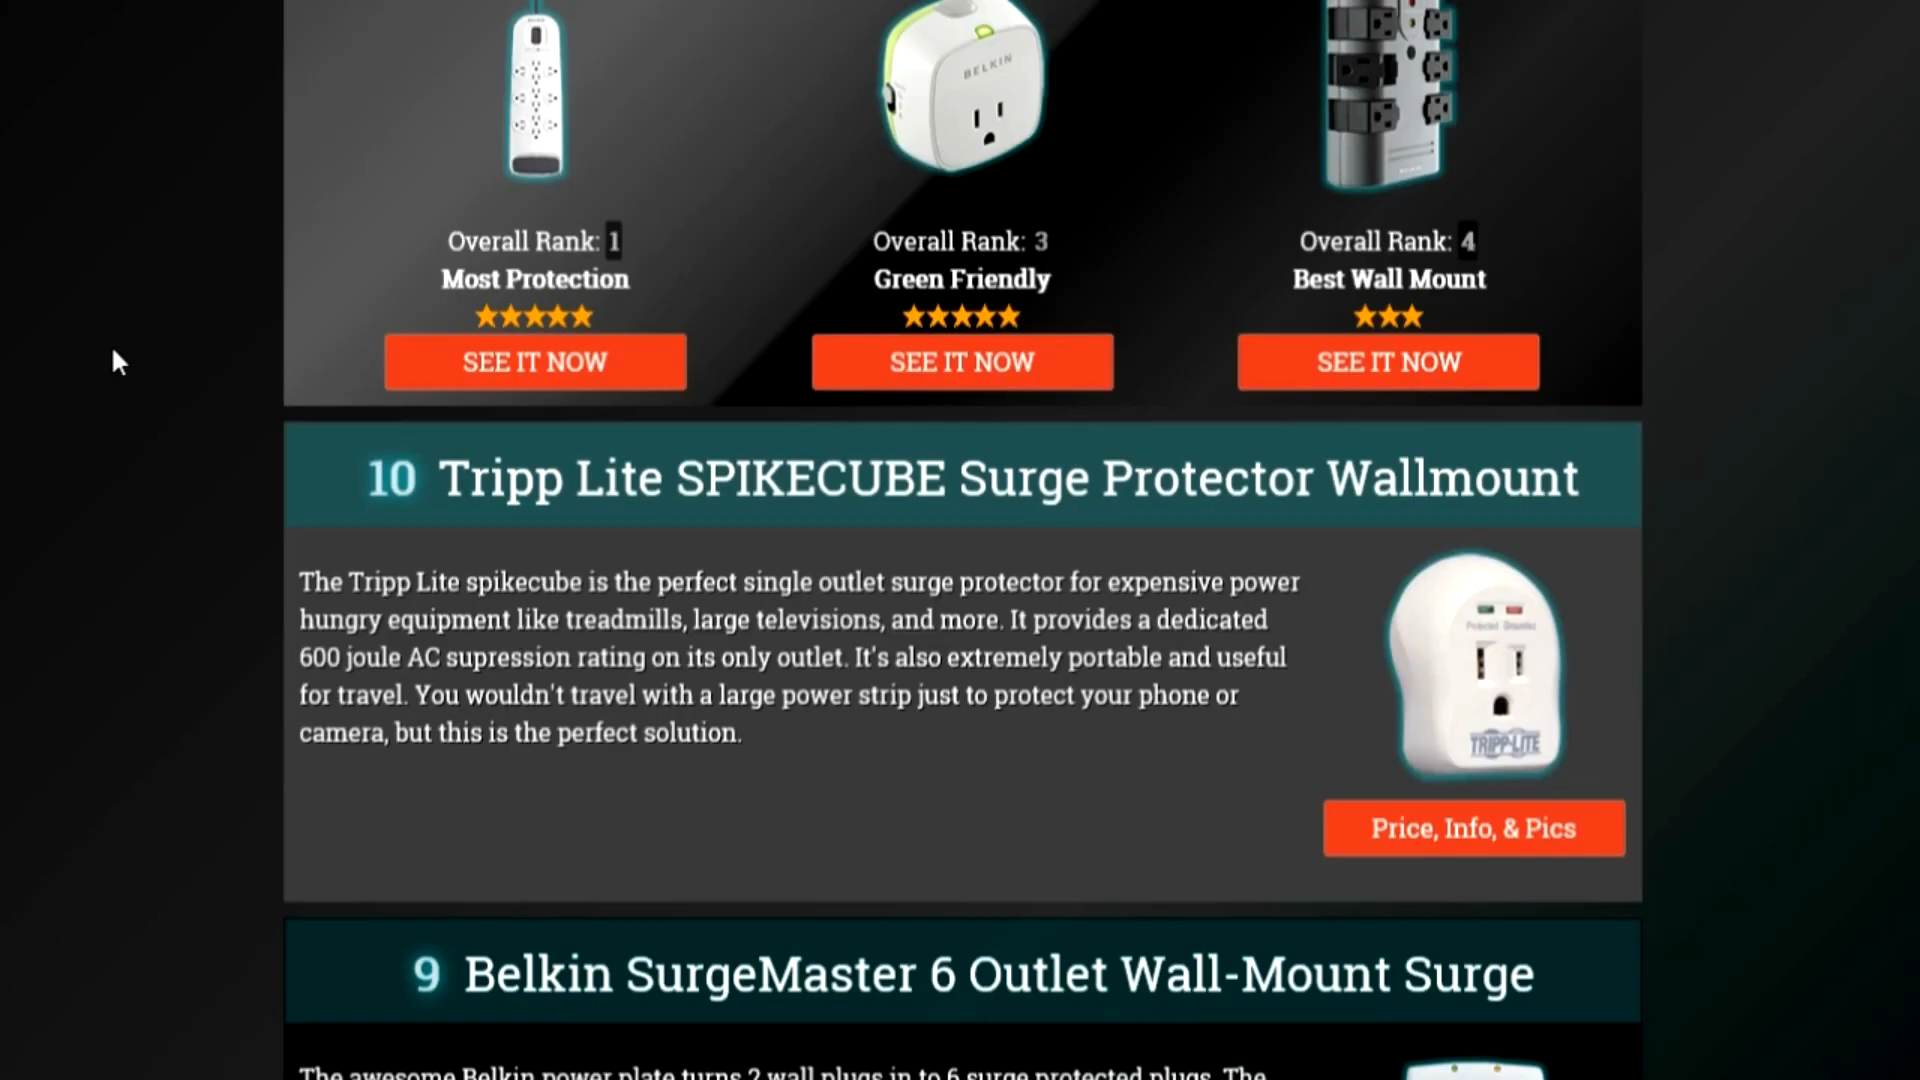 BELKIN
Overall Rank: 1
Most Protection
SEE IT NOW
Overall Rank: 3
Green Friendly
SEE IT NOW
Overall Rank: 4
Best Wall Mount
SEE IT NOW
10 Tripp Lite SPIKECUBE Surge Protector Wallmount
The Tripp Lite spikecube is the perfect single outlet surge protector for expensive power
hungry equipment like treadmills, large televisions, and more. It provides a dedicated
600 joule AC supression rating on its only outlet. It's also extremely portable and useful
for travel. You wouldn't travel with a large power strip just to protect your phone or
camera, but this is the perfect solution.
Protected Grounded
TRIPP-LITE
Price, Info, & Pics
9 Belkin SurgeMaster 6 Outlet Wall-Mount Surge
The awesome Belkin power plate turns 2 wall plugs in to 6 surge protected plugs. The